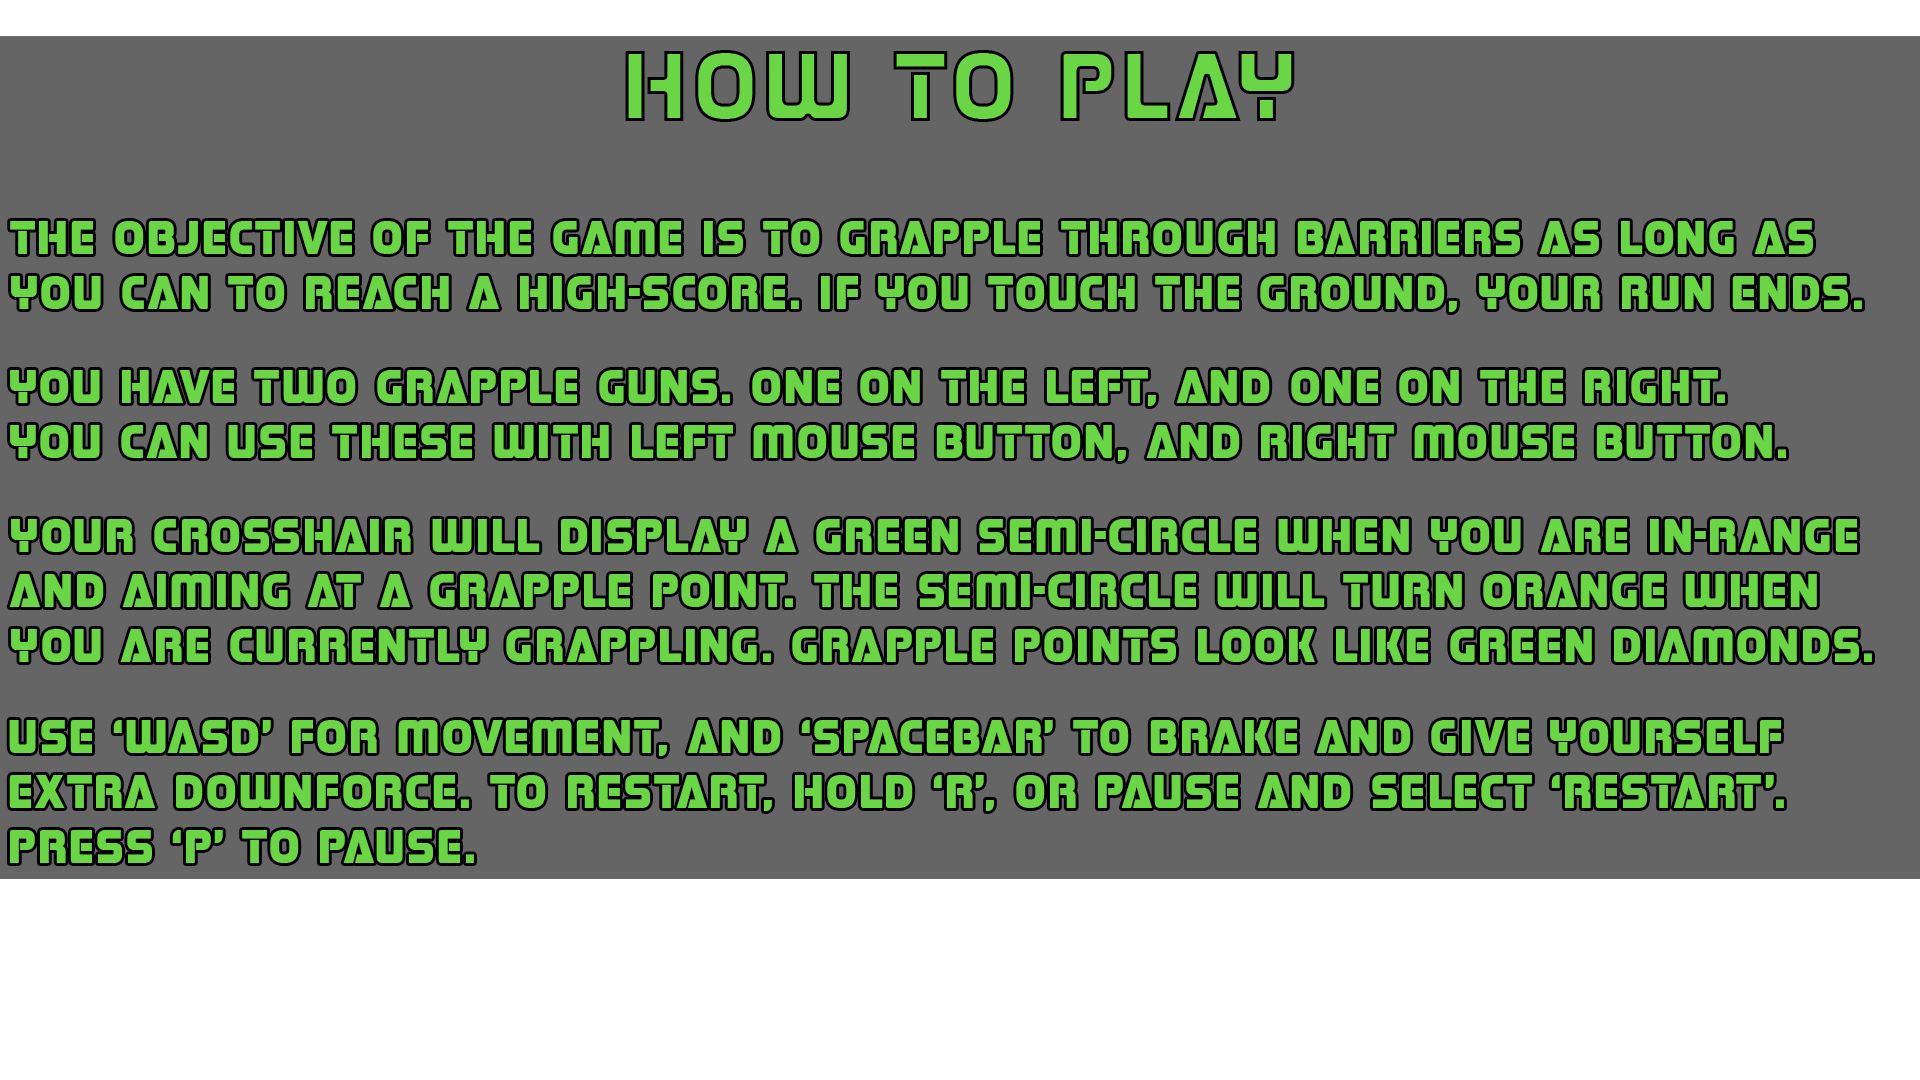 HOW TO PLAY
THE OBJECTIVE OF THE GAME IS TO GRAPPLE THROUGH BARRIERS AS LONG AS
YOU CAN TO REACH A HIGH-SCORE. IF YOU TOUCH THE GROUND, YOUR RUN ENDS.
YOU HAVE TWO GRAPPLE GUNS. ONE ON THE LEFT, AND ONE ON THE RIGHT.
YOU CAN USE THESE WITH LEFT MOUSE BUTTON, AND RIGHT MOUSE BUTTON.
YOUR CROSSHAIR WILL DISPLAY A GREEN SEMI-CIRCLE WHEN YOU ARE IN-RANGE
AND AIMING AT A GRAPPLE POINT. THE SEMI-CIRCLE WILL TURN ORANGE WHEN
YOU ARE CURRENTLY GRAPPLING. GRAPPLE POINTS LOOK LIKE GREEN DIAMONDS.
USE ‘WASD’ FOR MOVEMENT, AND ‘SPACEBAR’ TO BRAKE AND GIVE YOURSELF
EXTRA DOWNFORCE. TO RESTART, HOLD ‘R’, OR PAUSE AND SELECT ‘RESTART’.
PRESS ‘P’ TO PAUSE.